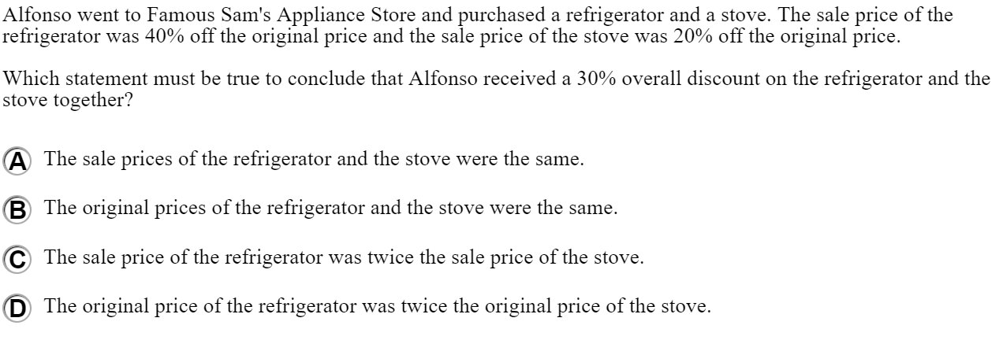 Alfonso went to Famous Sam's Appliance Store and purchased a refrigerator and a stove. The sale price of the
refrigerator was 40% off the original price and the sale price of the stove was 20% off the original price.
Which statement must be true to conclude that Alfonso received a 30% overall discount on the refrigerator and the
stove together?
A The sale prices of the refrigerator and the stove were the same.
B The original prices of the refrigerator and the stove were the same.
C The sale price of the refrigerator was twice the sale price of the stove.
D The original price of the refrigerator was twice the original price of the stove.